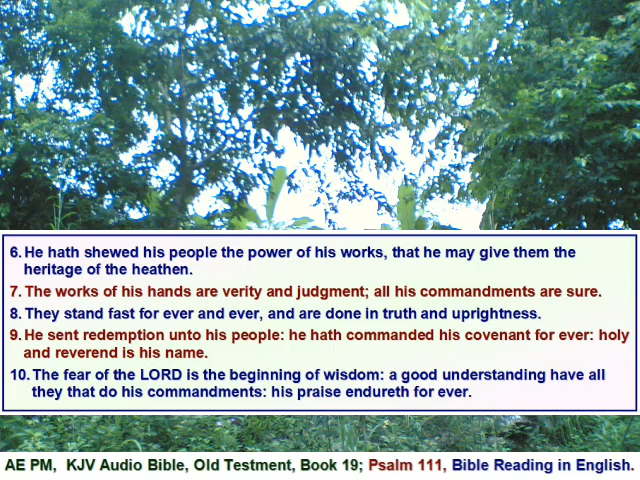 6. He hath shewed his people the power of his works, that he may give them the
heritage of the heathen.
7. The works of his hands are verity and judgment; all his commandments are sure.
8. They stand fast for ever and ever, and are done in truth and uprightness.
9. He sent redemption unto his people: he hath commanded his covenant for ever: holy
and reverend is his name.
10. The fear of the LORD is the beginning of wisdom: a good understanding have all
they that do his commandments: his praise endureth for ever.
AE PM, KJV Audio Bible, Old Testment, Book 19; Psalm 111, Bible Reading in English.